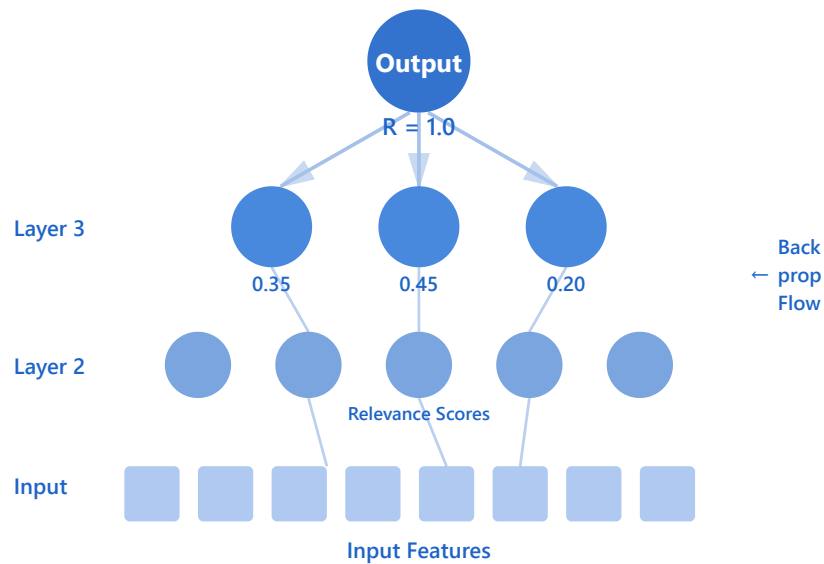 Output
R = 1.0
Layer 3
0.35 0.45 0.20
Back
← prop
Flow
Layer 2
Relevance Scores
Input
Input Features